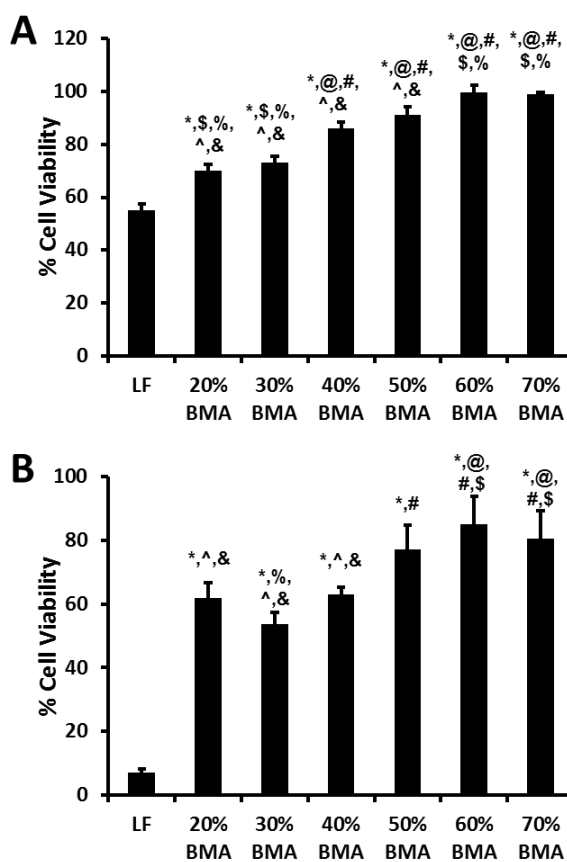 A
120
100
80
60
40
20
0
% Cell Viability
*,$,%,
^,&
*,$,%,
^,&
*,@,#,
^,&
*,@,#,
^,&
*,@,#,
$,%
*,@,#,
$,%
LF
20%
BMA
30%
BMA
40%
BMA
50%
BMA
60%
BMA
70%
BMA
B
100
80
60
40
20
0
% Cell Viability
*,^,&
*,%,
^,&
*,^,&
*,#
*,@,
#,$
*,@,
#,$
LF
20%
BMA
30%
BMA
40%
BMA
50%
BMA
60%
BMA
70%
BMA